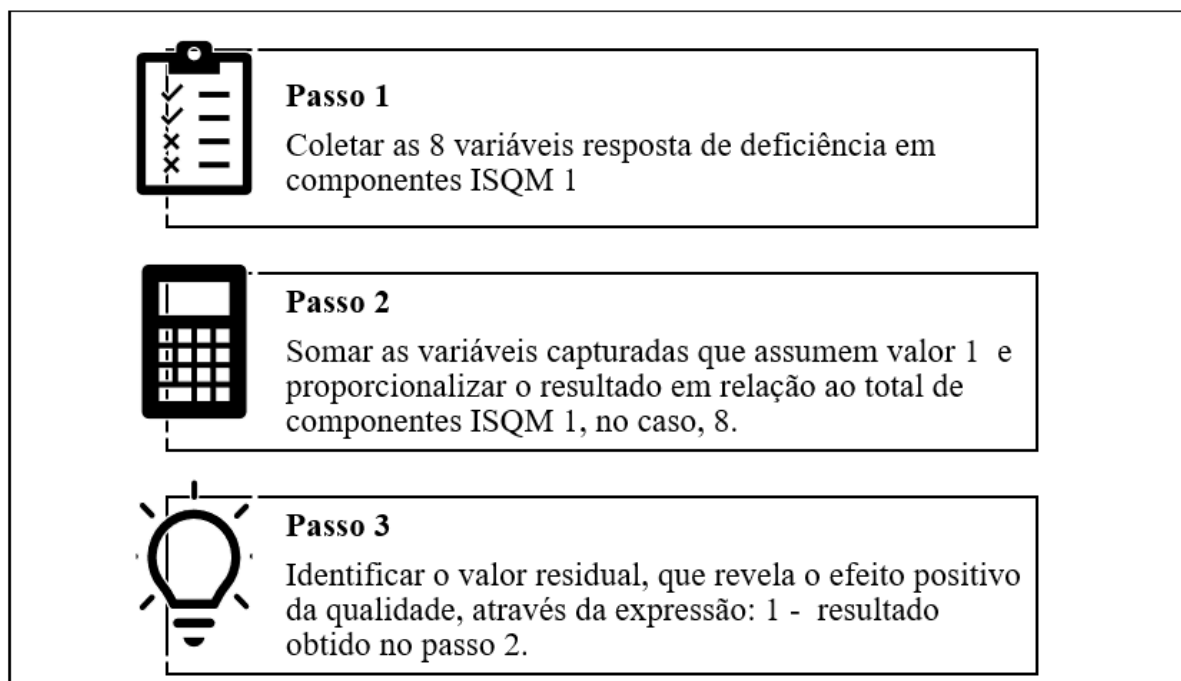 Passo 1
Coletar as 8 variáveis resposta de deficiência em
componentes ISQM 1
Passo 2
Somar as variáveis capturadas que assumem valor 1 e
proporcionalizar o resultado em relação ao total de
componentes ISQM 1, no caso, 8.
Passo 3
Identificar o valor residual, que revela o efeito positivo
da qualidade, através da expressão: 1 - resultado
obtido no passo 2.